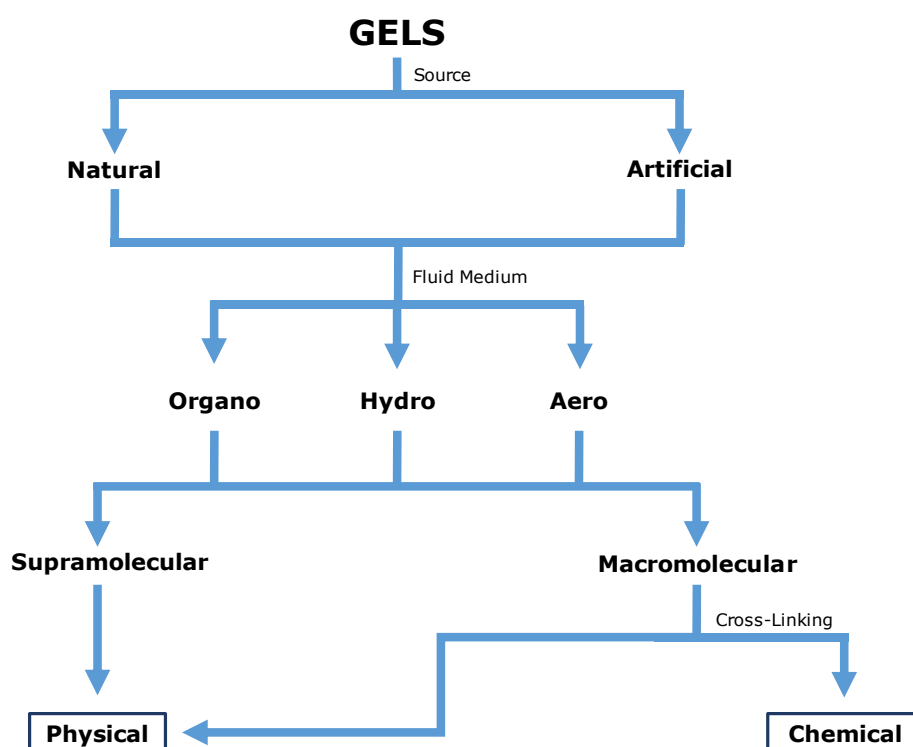 GELS
Source
Natural
Artificial
Fluid Medium
Organo
Hydro
Aero
Supramolecular
Macromolecular
Cross-Linking
Physical
Chemical